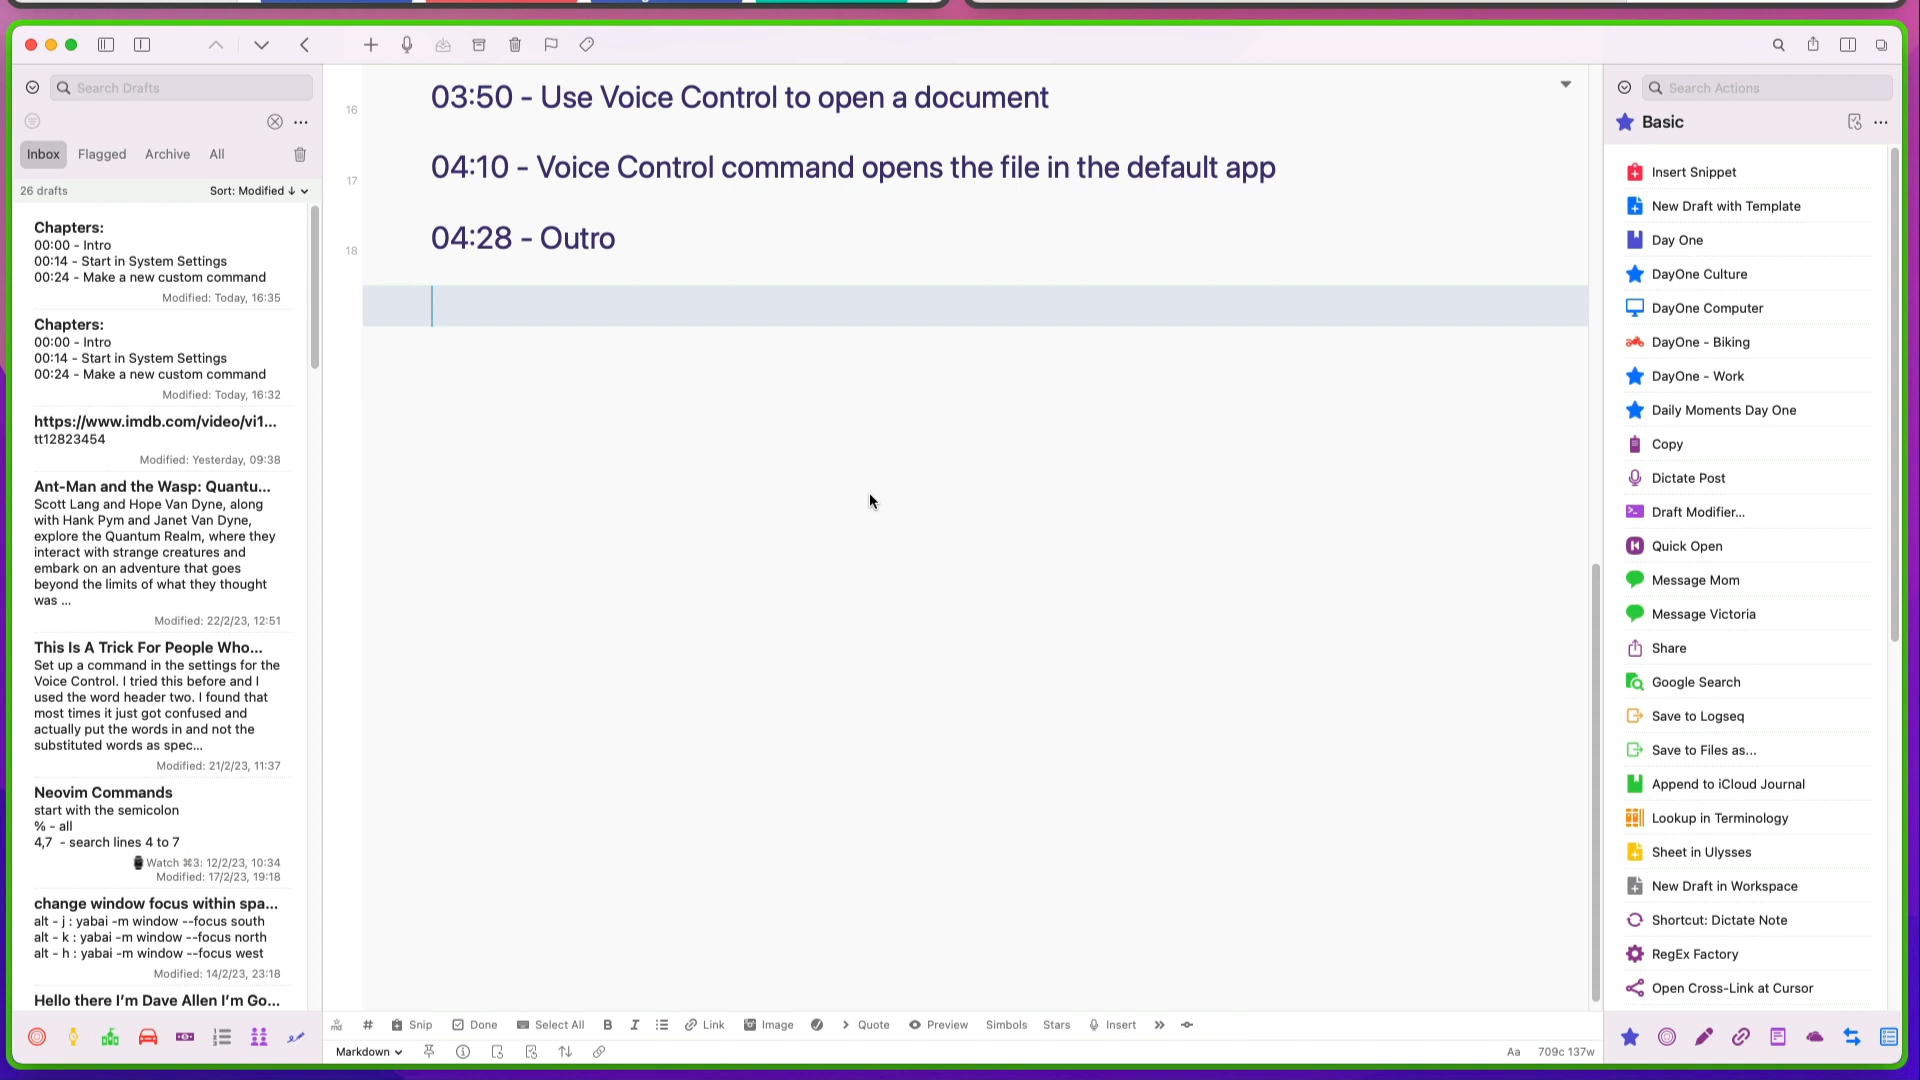 Search Drafts
Inbox
Flagged
Archive
All
26 drafts
Sort: Modified ↓
Chapters:
00:00 - Intro
00:14 - Start in System Settings
00:24 - Make a new custom command
Modified: Today, 16:35
Chapters:
00:00 - Intro
00:14 - Start in System Settings
00:24 - Make a new custom command
Modified: Today, 16:32
https://www.imdb.com/video/vi1...
tt12823454
Modified: Yesterday, 09:38
Ant-Man and the Wasp: Quantu...
Scott Lang and Hope Van Dyne, along
with Hank Pym and Janet Van Dyne,
explore the Quantum Realm, where they
interact with strange creatures and
embark on an adventure that goes
beyond the limits of what they thought
was ...
Modified: 22/2/23, 12:51
This Is A Trick For People Who...
Set up a command in the settings for the
Voice Control. I tried this before and I
used the word header two. I found that
most times it just got confused and
actually put the words in and not the
substituted words as spec...
Modified: 21/2/23, 11:37
Neovim Commands
start with the semicolon
% - all
4,7 - search lines 4 to 7
Watch ⌘3: 12/2/23, 10:34
Modified: 17/2/23, 19:18
change window focus within spa...
alt - j : yabai -m window --focus south
alt - k : yabai -m window --focus north
alt - h : yabai -m window --focus west
Modified: 14/2/23, 23:18
Hello there I'm Dave Allen I'm Go...
16
03:50 - Use Voice Control to open a document
17
04:10 - Voice Control command opens the file in the default app
18
04:28 - Outro
# Snip Done Select All B I Link Image Quote Preview Symbols Stars Insert
Markdown
Aa 709c 137w
Search Actions
Basic
Insert Snippet
New Draft with Template
Day One
DayOne Culture
DayOne Computer
DayOne - Biking
DayOne - Work
Daily Moments Day One
Copy
Dictate Post
Draft Modifier...
Quick Open
Message Mom
Message Victoria
Share
Google Search
Save to Logseq
Save to Files as...
Append to iCloud Journal
Lookup in Terminology
Sheet in Ulysses
New Draft in Workspace
Shortcut: Dictate Note
RegEx Factory
Open Cross-Link at Cursor